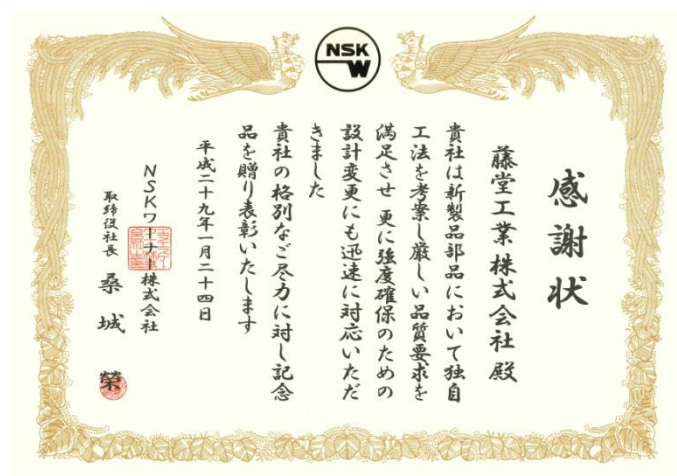 NSK
W
感謝状
藤堂工業株式会社殿
貴社は新製品部品において独自
工法を考案し厳しい品質要求を
満足させ 更に強度確保のための
設計変更にも迅速に対応いただ
きました
貴社の格別なご尽力に対し記念
品を贈り表彰いたします
平成二十九年一月二十四日
NSKワーナー株式会社
取締役社長 桑城 榮